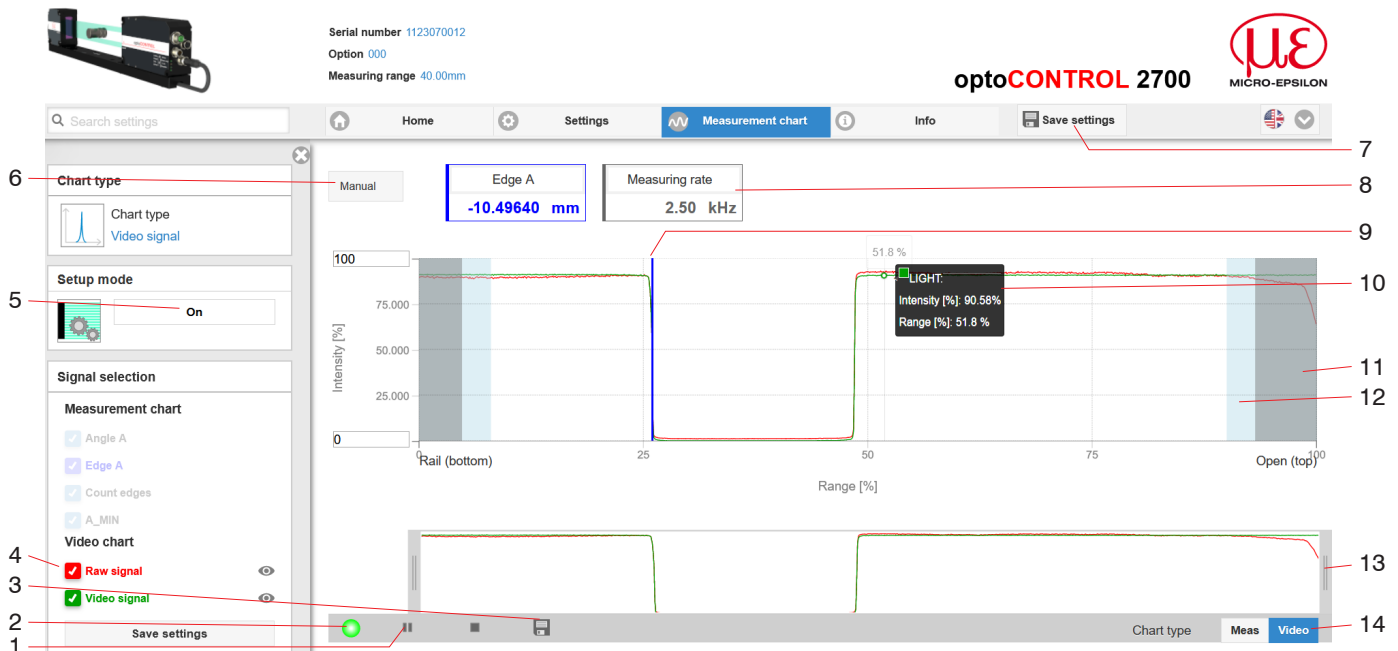 Serial number 1123070012
Option 000
Measuring range 40.00mm
optoCONTROL 2700
με
MICRO-EPSILON
Search settings
Home
Settings
Measurement chart
Info
Save settings
7
6
Chart type
Manual
Edge A
-10.49640 mm
Measuring rate
2.50 kHz
8
Chart type
Video signal
9
51.8 %
100
LIGHT:
Intensity [%]: 90.58%
Range [%]: 51.8 %
10
Setup mode
5
On
75.000
50.000
25.000
0
Intensity [%]
11
12
Signal selection
Measurement chart
Angle A
Edge A
Count edges
A_MIN
0
25
50
75
100
Rail (bottom)
Open (top)
Range [%]
Video chart
4
Raw signal
13
3
Video signal
2
Save settings
1
Chart type
Meas
Video
14